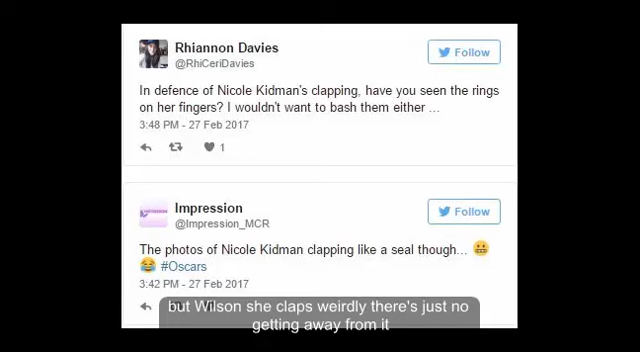 Rhiannon Davies
@RhiCeriDavies
Follow
In defence of Nicole Kidman's clapping, have you seen the rings
on her fingers? I wouldn't want to bash them either ...
3:48 PM - 27 Feb 2017
1
Impression
@Impression_MCR
Follow
The photos of Nicole Kidman clapping like a seal though... 😬
😂 #Oscars
3:42 PM - 27 Feb 2017
but Wilson she claps weirdly there's just no
getting away from it